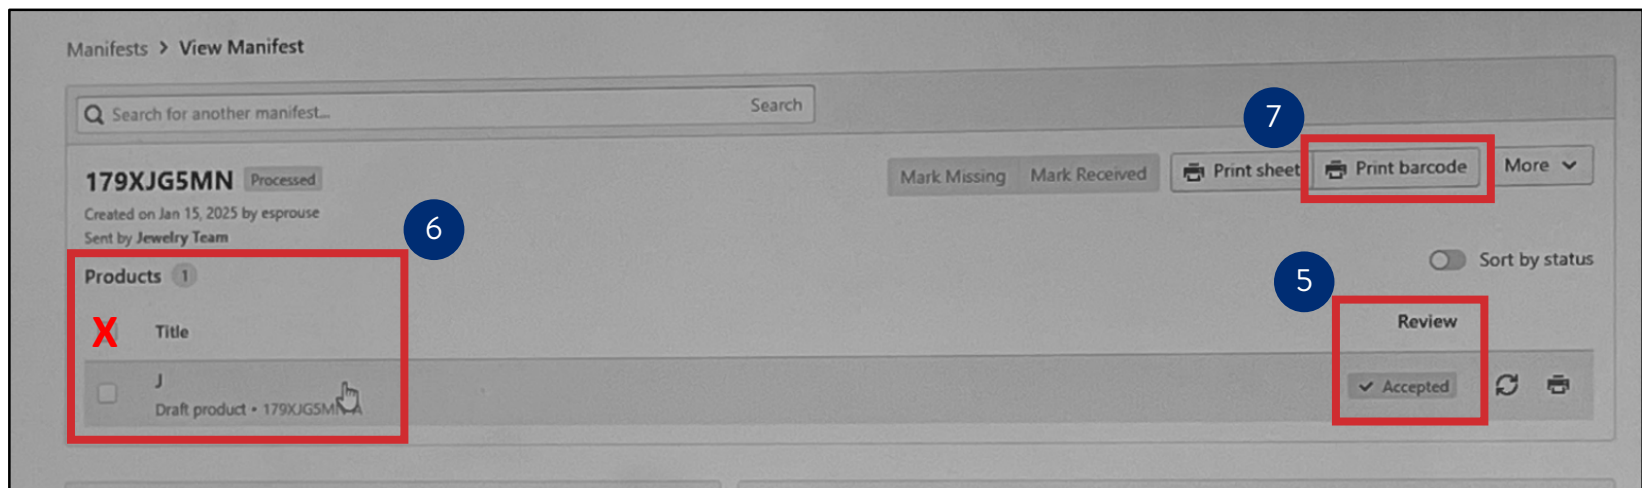 Manifests > View Manifest
Search for another manifest... Search
7
179XJG5MN Processed Mark Missing Mark Received Print sheet Print barcode More
Created on Jan 15, 2025 by esprouse
Sent by Jewelry Team
6
Products 1 Sort by status
5
X Title Review
J
Draft product • 179XJG5MN-A
✓ Accepted